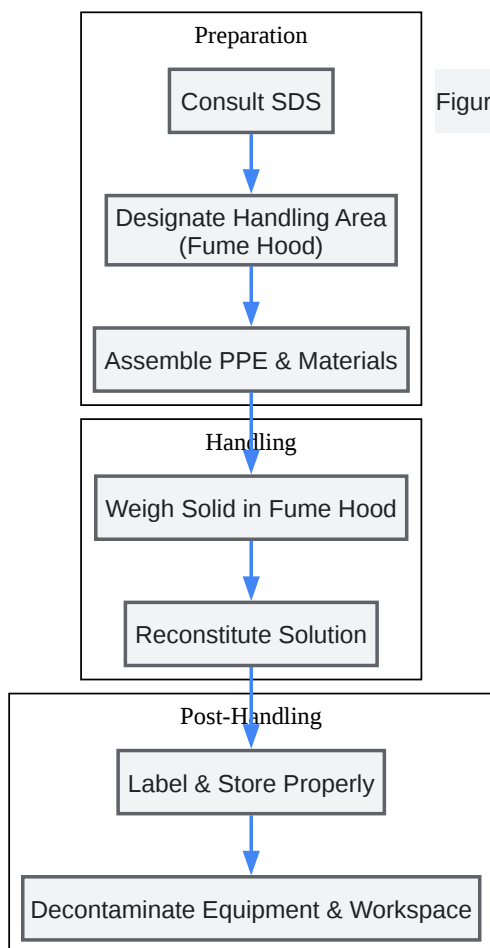 Preparation
Consult SDS
Figur
Designate Handling Area
(Fume Hood)
Assemble PPE & Materials
Handling
Weigh Solid in Fume Hood
Reconstitute Solution
Post-Handling
Label & Store Properly
Decontaminate Equipment & Workspace